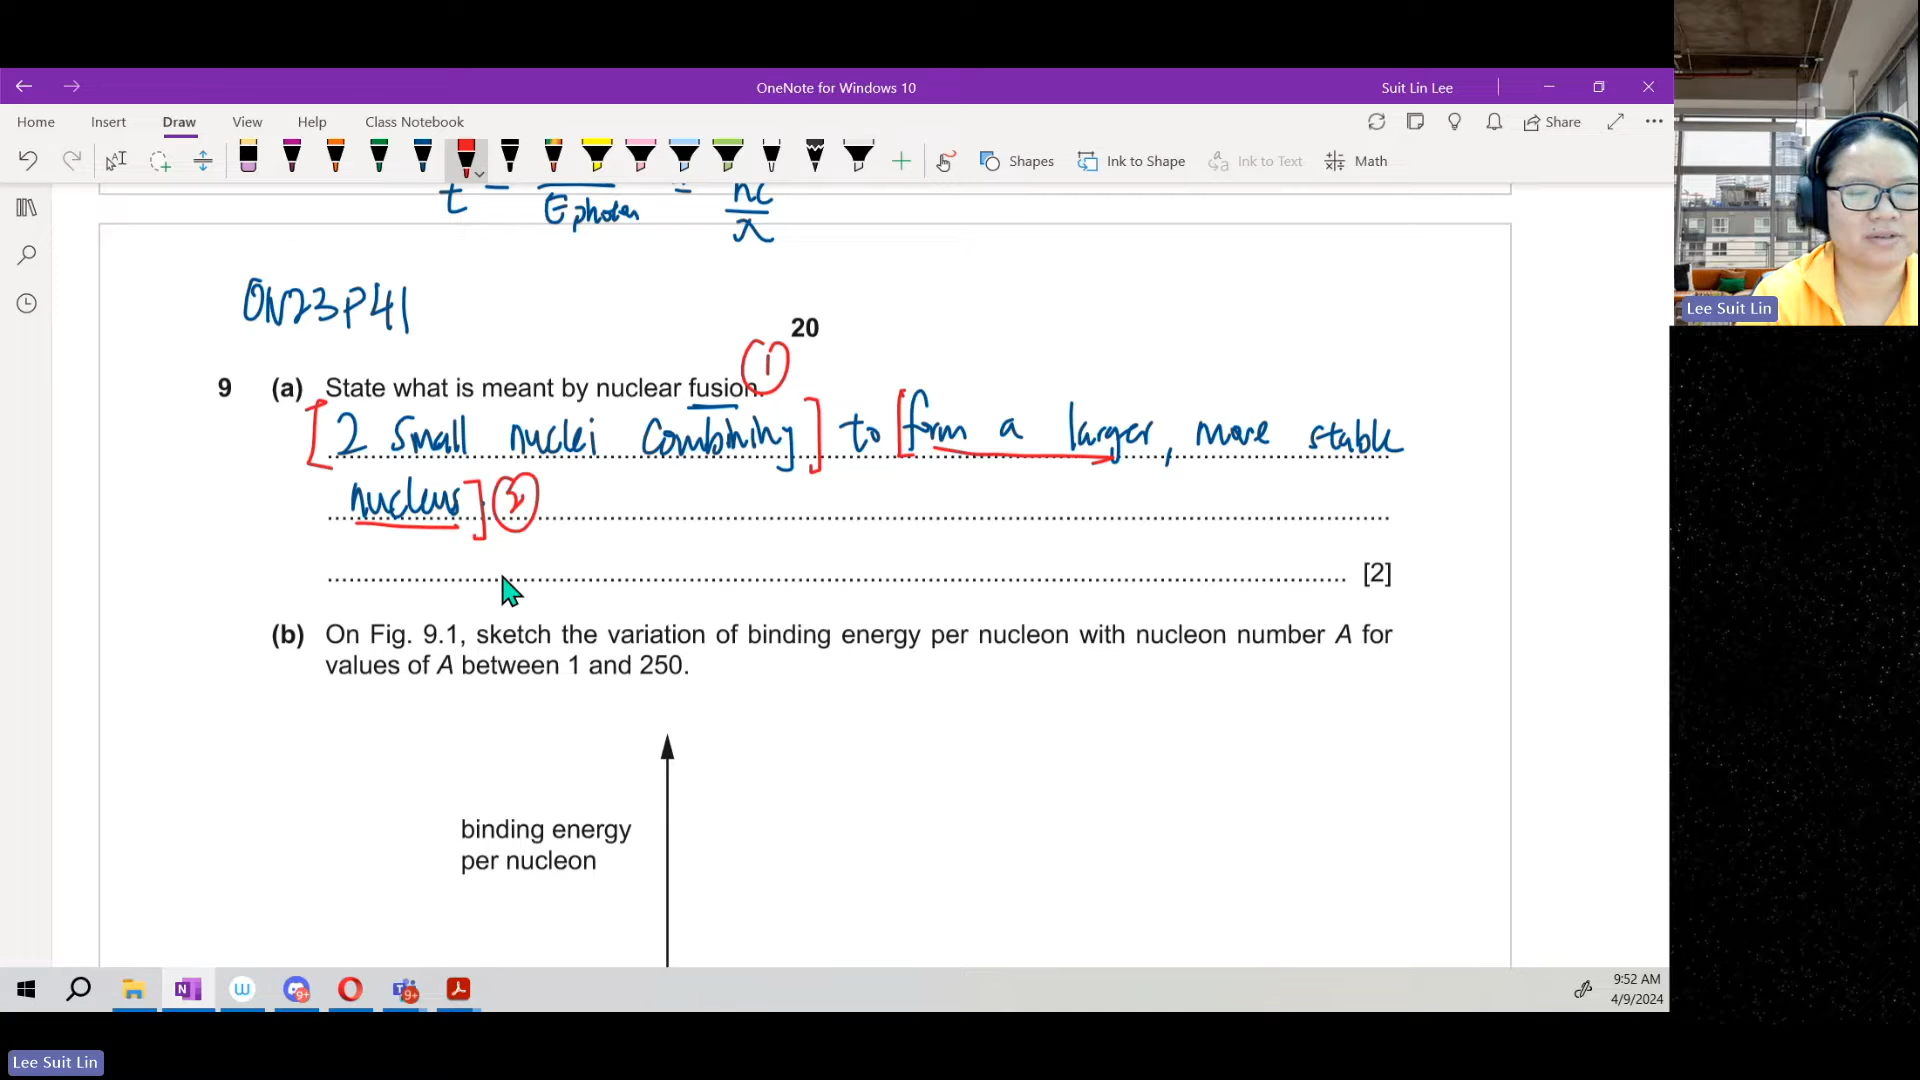 OneNote for Windows 10
Suit Lin Lee
Home Insert Draw View Help Class Notebook
Share
Shapes Ink to Shape Ink to Text Math
t = E photon = hc
λ
ON23P41
20
1
9 (a) State what is meant by nuclear fusion.
[2 small nuclei combining] to [form a larger, more stable
nucleus]. 2
[2]
(b) On Fig. 9.1, sketch the variation of binding energy per nucleon with nucleon number A for
values of A between 1 and 250.
binding energy
per nucleon
Lee Suit Lin
9:52 AM
4/9/2024
Lee Suit Lin